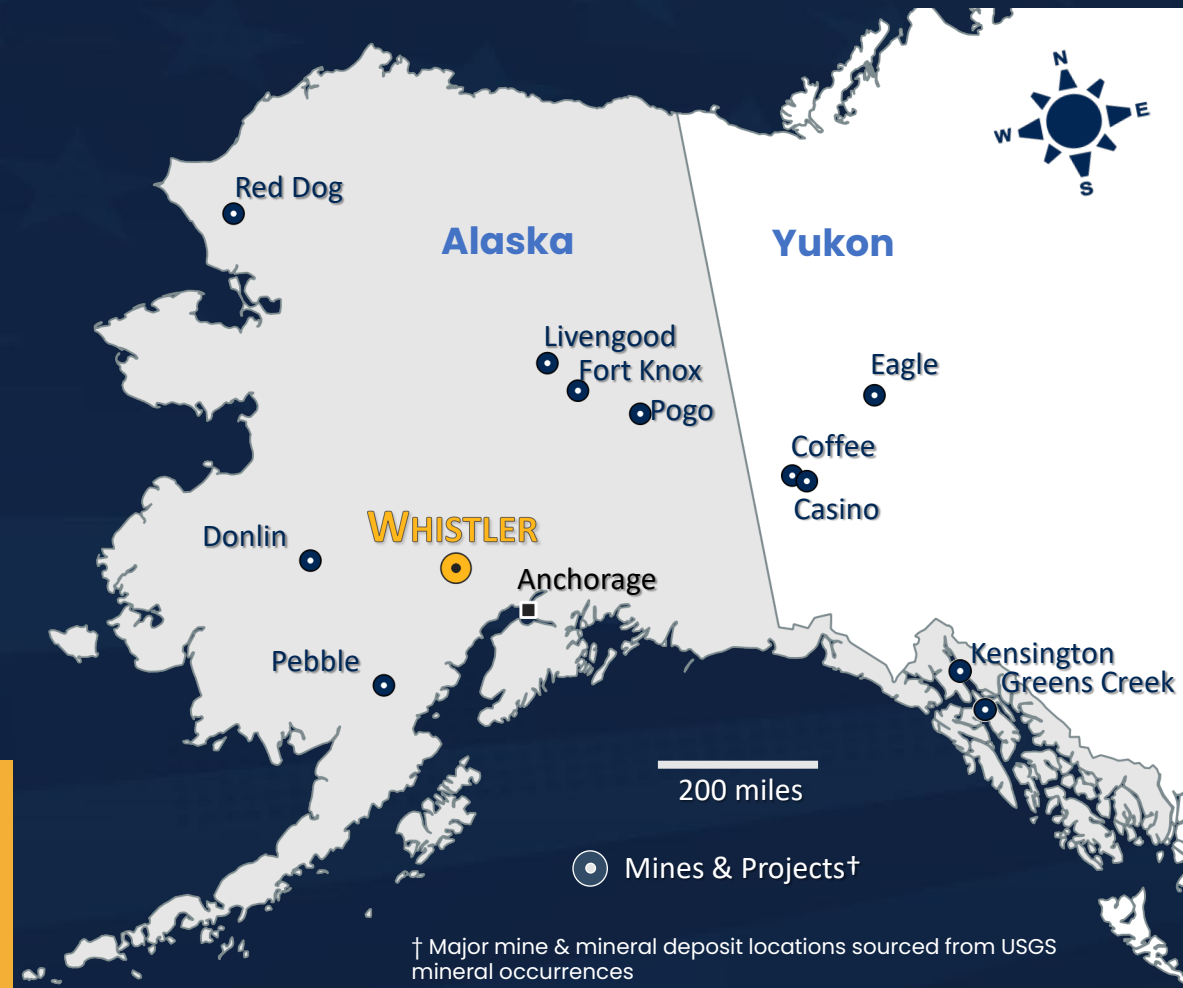 N
W
E
S
Red Dog
Alaska
Yukon
Livengood
Fort Knox
Pogo
Eagle
Coffee
Casino
Donlin
WHISTLER
Anchorage
Pebble
Kensington
Greens Creek
200 miles
Mines & Projects†
† Major mine & mineral deposit locations sourced from USGS
mineral occurrences